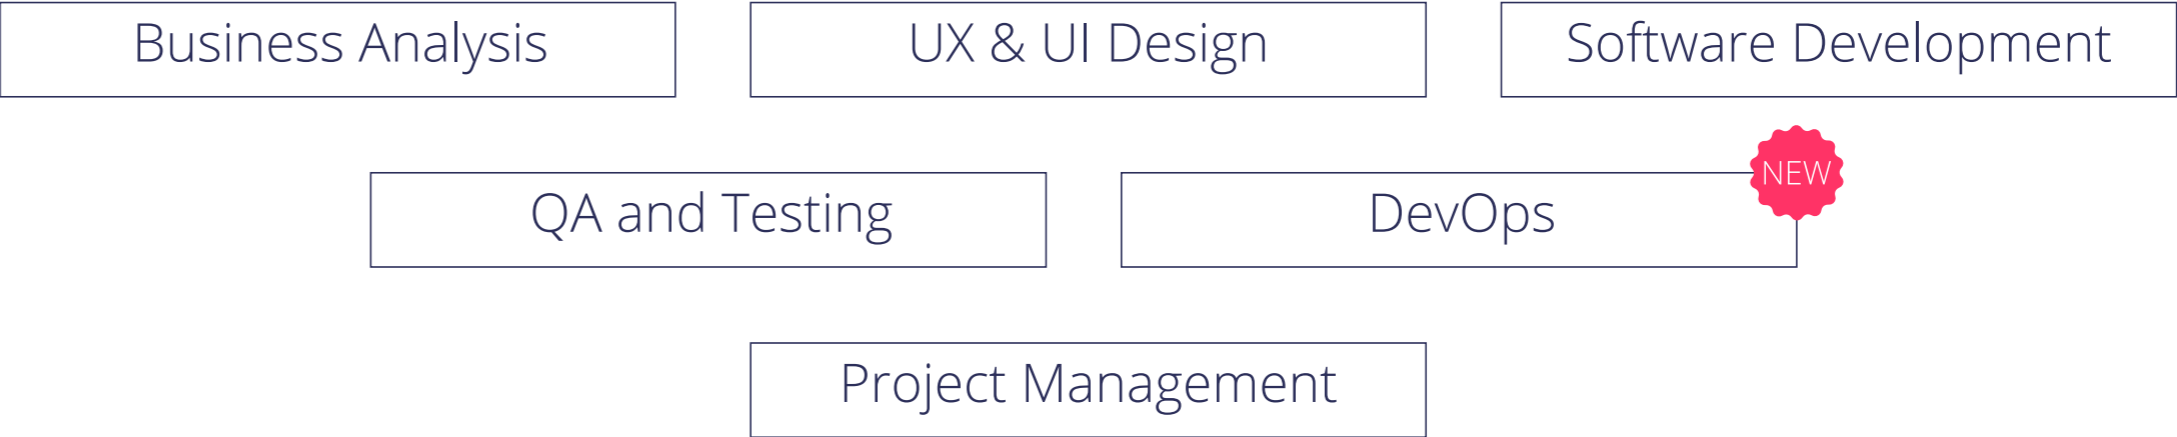 Business Analysis
UX & UI Design
Software Development
NEW
QA and Testing
DevOps
Project Management